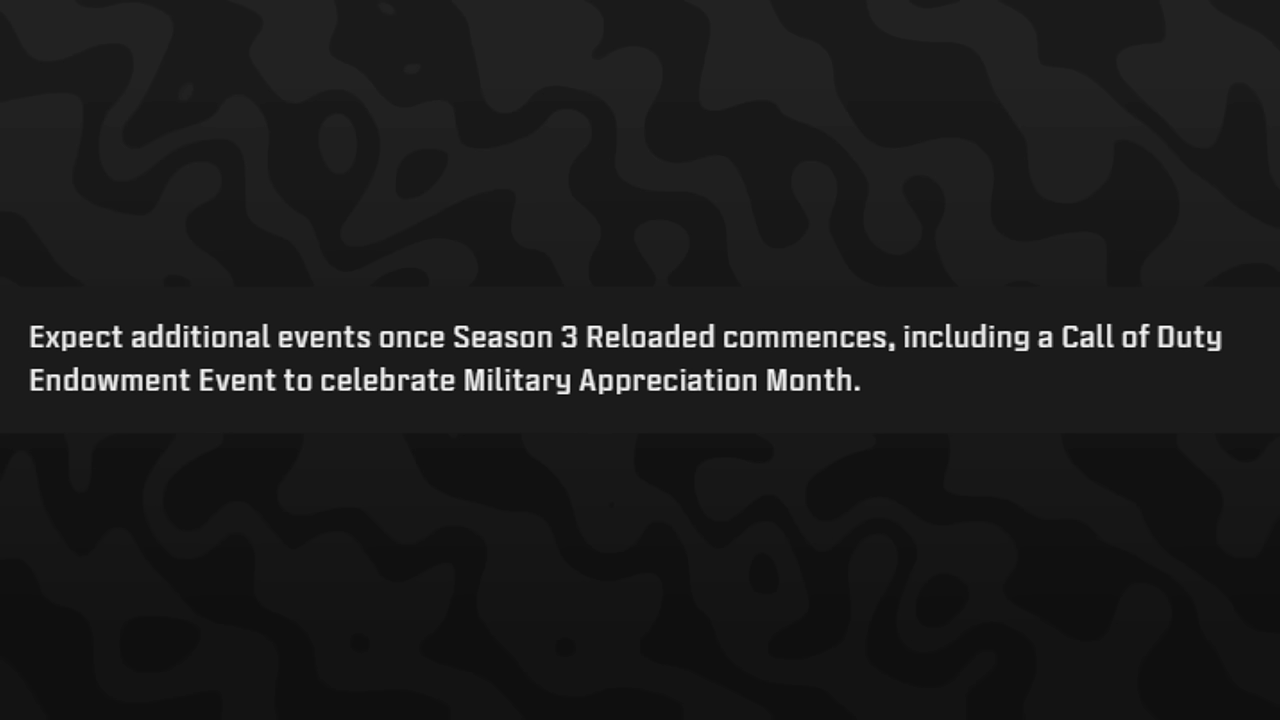 Expect additional events once Season 3 Reloaded commences, including a Call of Duty
Endowment Event to celebrate Military Appreciation Month.